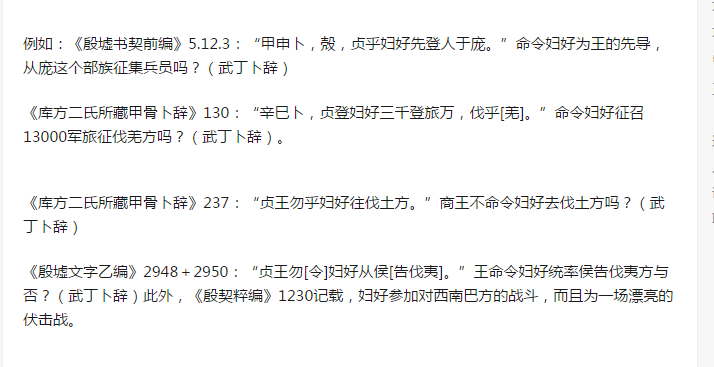 例如：《殷墟书契前编》5.12.3：“甲申卜，殻，贞乎妇好先登人于庞。”命令妇好为王的先导，
从庞这个部族征集兵员吗？（武丁卜辞）
《库方二氏所藏甲骨卜辞》130：“辛巳卜，贞登妇好三千登旅万，伐乎[羌]。”命令妇好征召
13000军旅征伐羌方吗？（武丁卜辞）。
《库方二氏所藏甲骨卜辞》237：“贞王勿乎妇好往伐土方。”商王不命令妇好去伐土方吗？（武
丁卜辞）
《殷墟文字乙编》2948＋2950：“贞王勿[令]妇好从侯[告伐夷]。”王命令妇好统率侯告伐夷方与
否？（武丁卜辞）此外，《殷契粹编》1230记载，妇好参加对西南巴方的战斗，而且为一场漂亮的
伏击战。